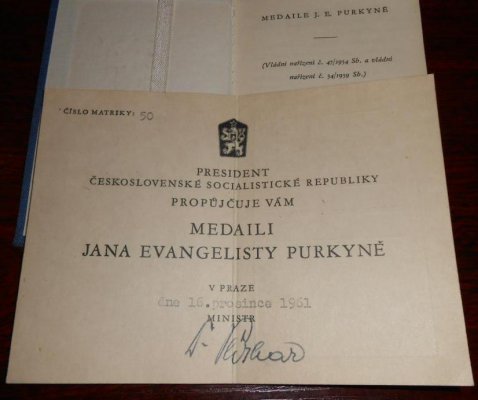 MEDAILE J. E. PURKYNĚ
(Vládní nařízení č. 47/1954 Sb. a vládní
nařízení č. 54/1959 Sb.)
ČÍSLO MATRIKY: 50
PRESIDENT
ČESKOSLOVENSKÉ SOCIALISTICKÉ REPUBLIKY
PROPŮJČUJE VÁM
MEDAILI
JANA EVANGELISTY PURKYNĚ
V PRAZE
dne 16.prosince 1961
MINISTR